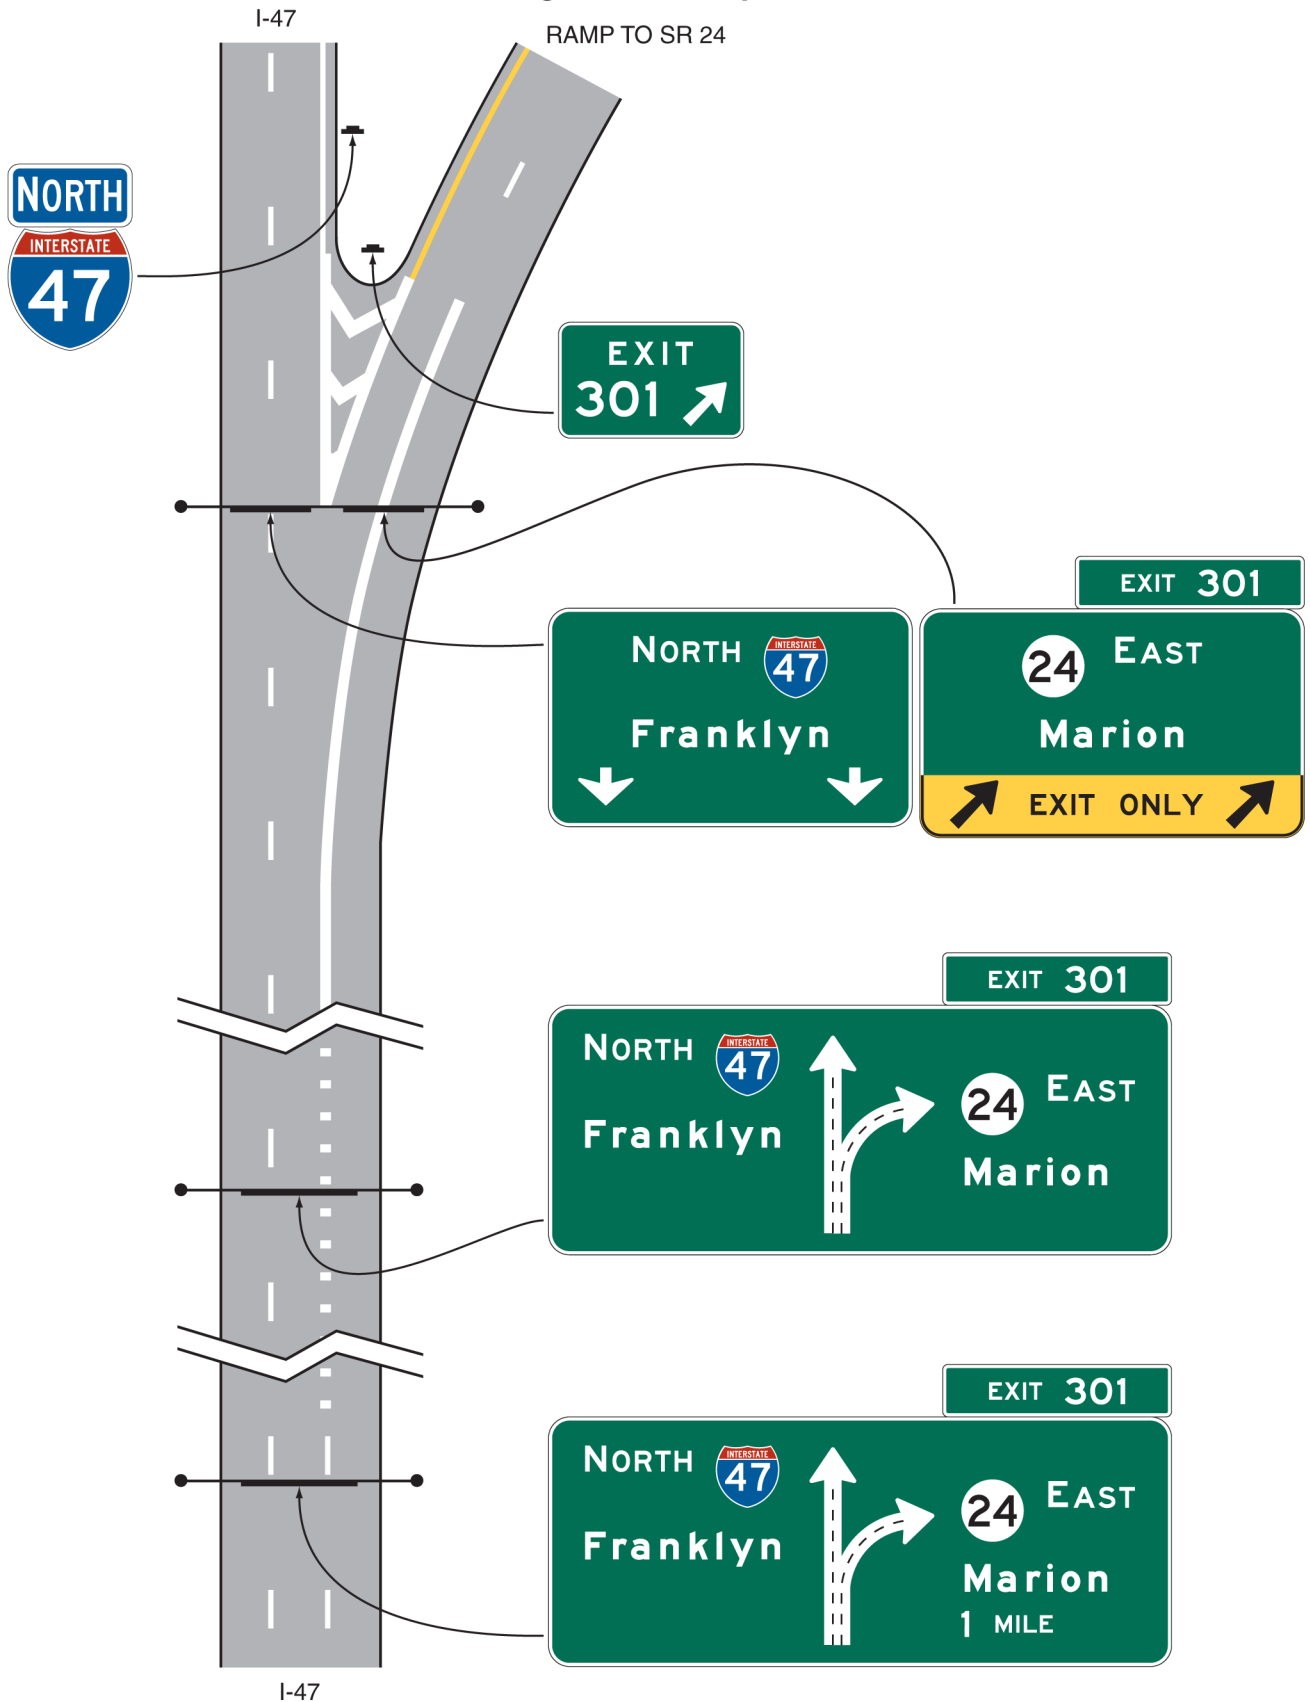 I-47
RAMP TO SR 24
NORTH
INTERSTATE
47
EXIT
301
EXIT 301
NORTH
INTERSTATE
47
Franklyn
24 EAST
Marion
EXIT ONLY
EXIT 301
NORTH
INTERSTATE
47
Franklyn
24 EAST
Marion
EXIT 301
NORTH
INTERSTATE
47
Franklyn
24 EAST
Marion
1 MILE
I-47